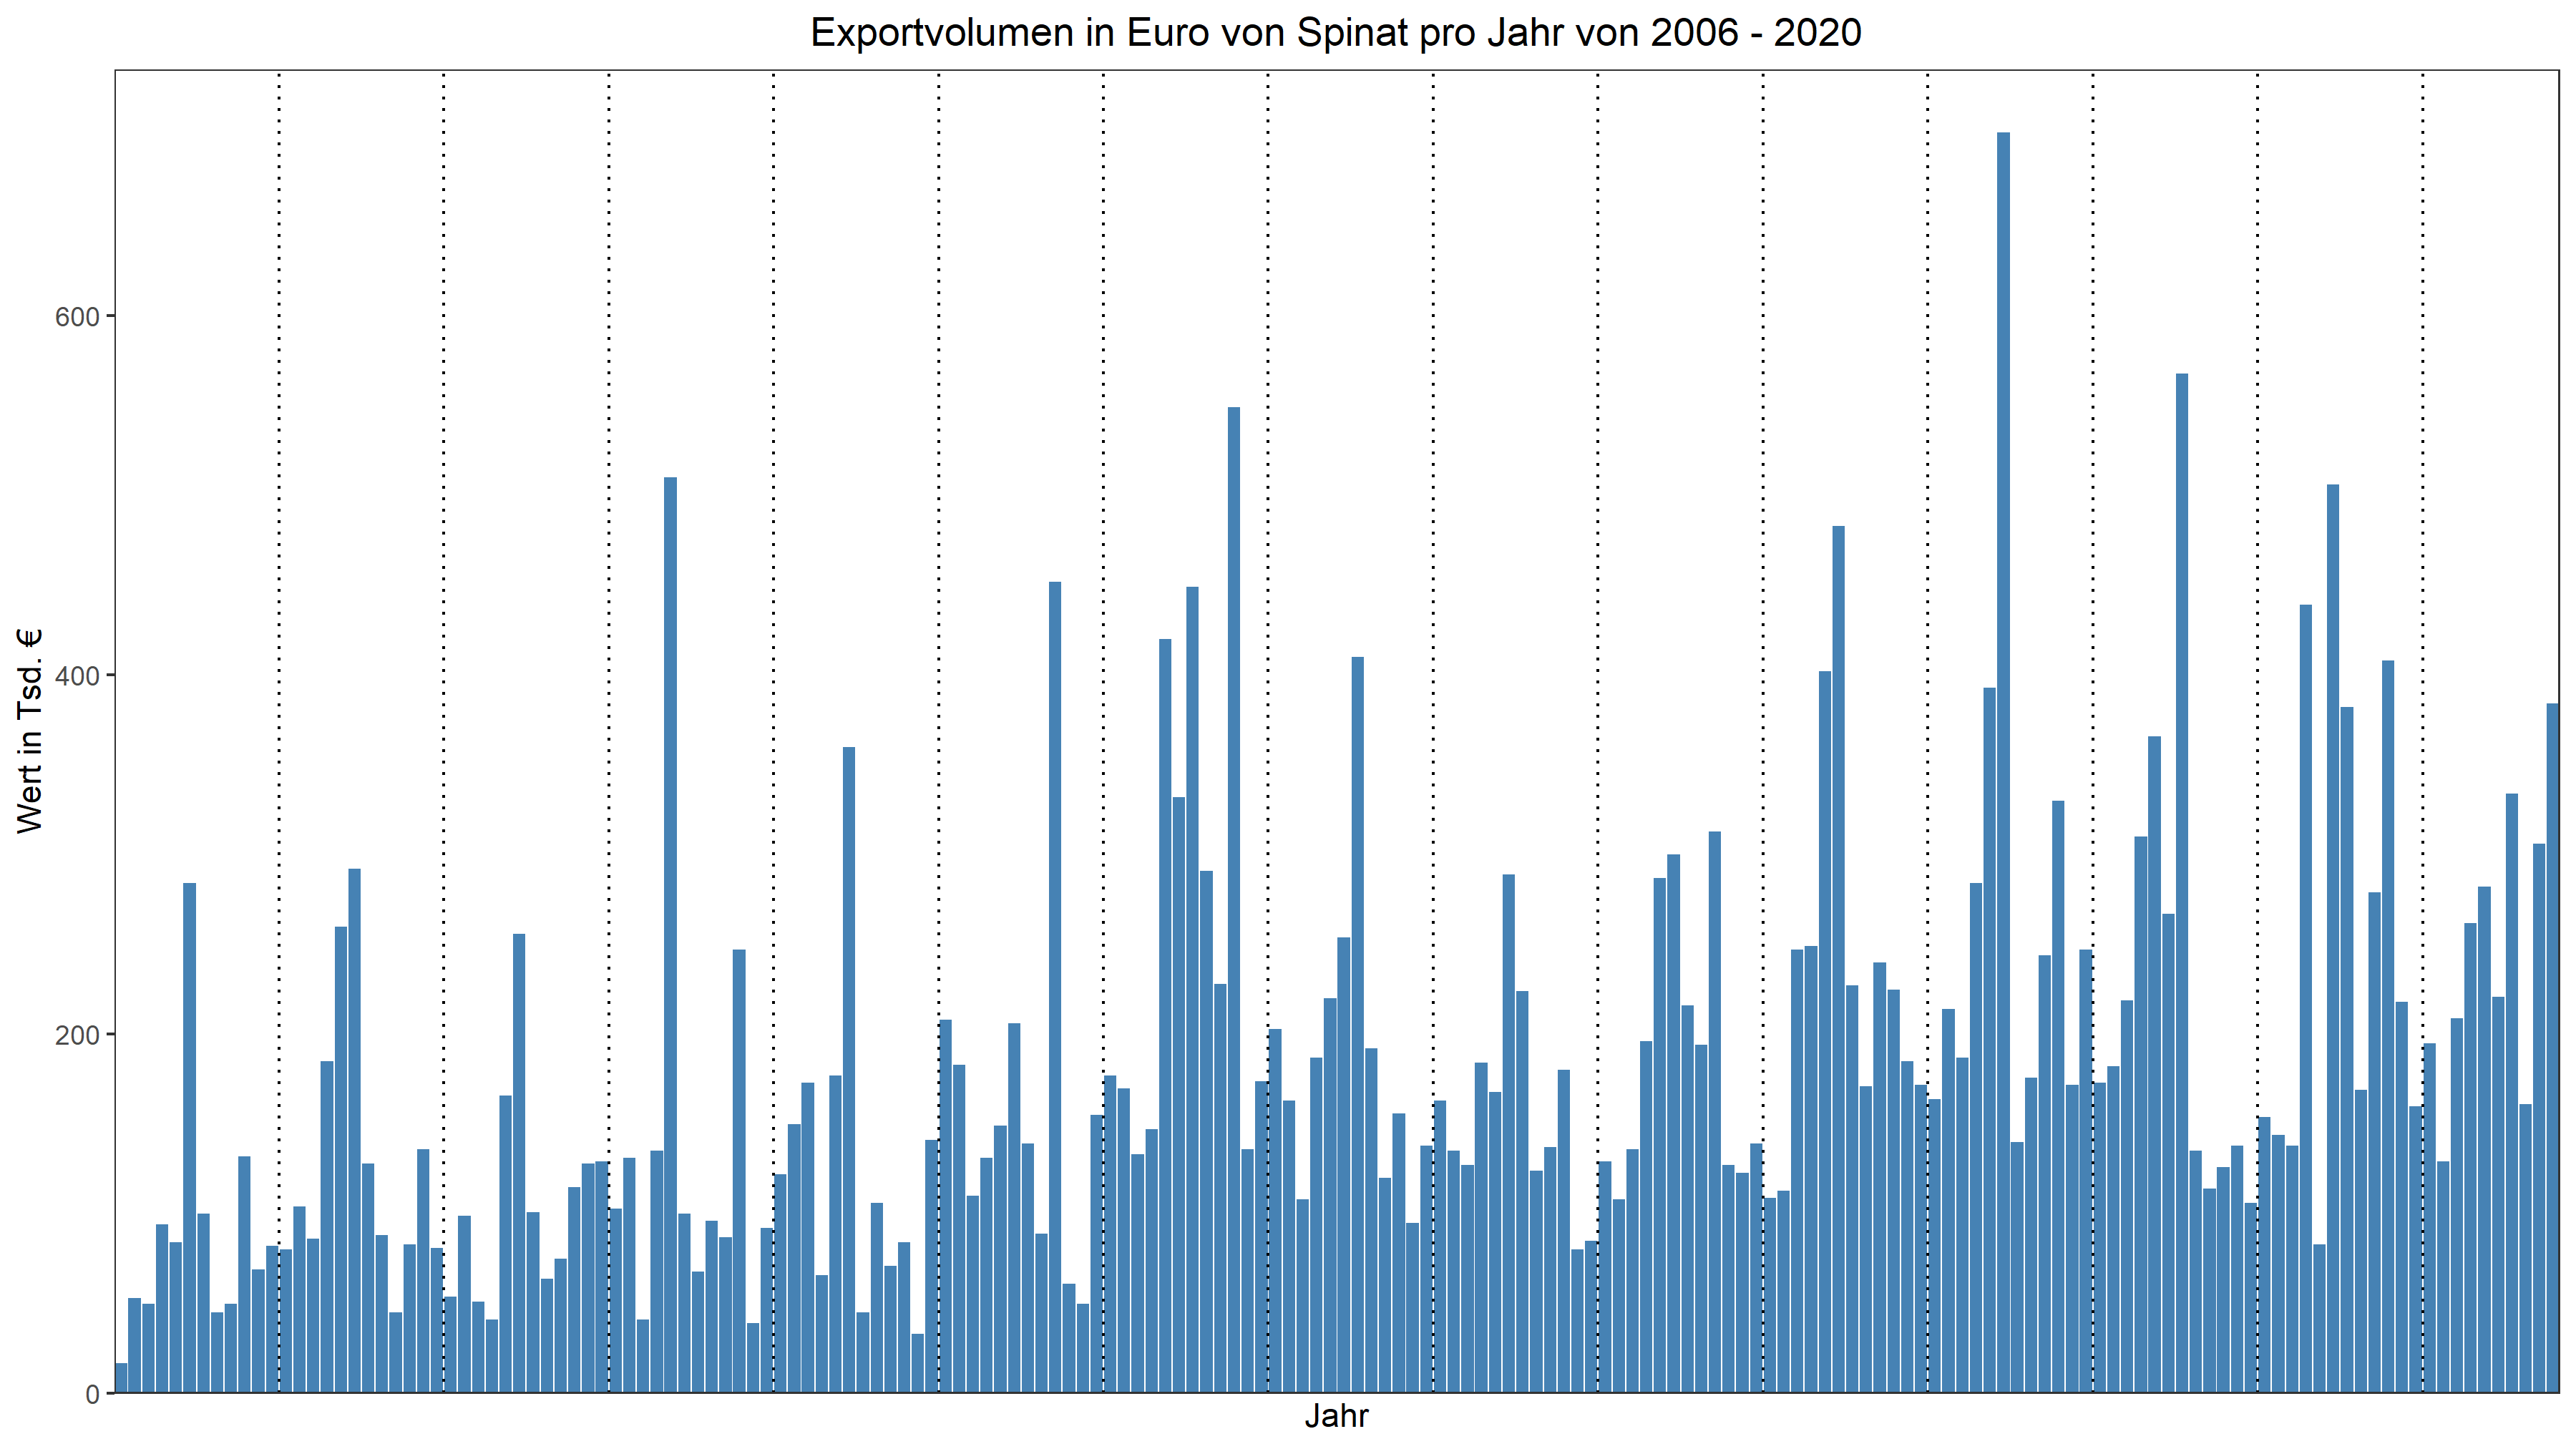 Exportvolumen in Euro von Spinat pro Jahr von 2006 - 2020
Wert in Tsd. €
600
400
200
0
Jahr